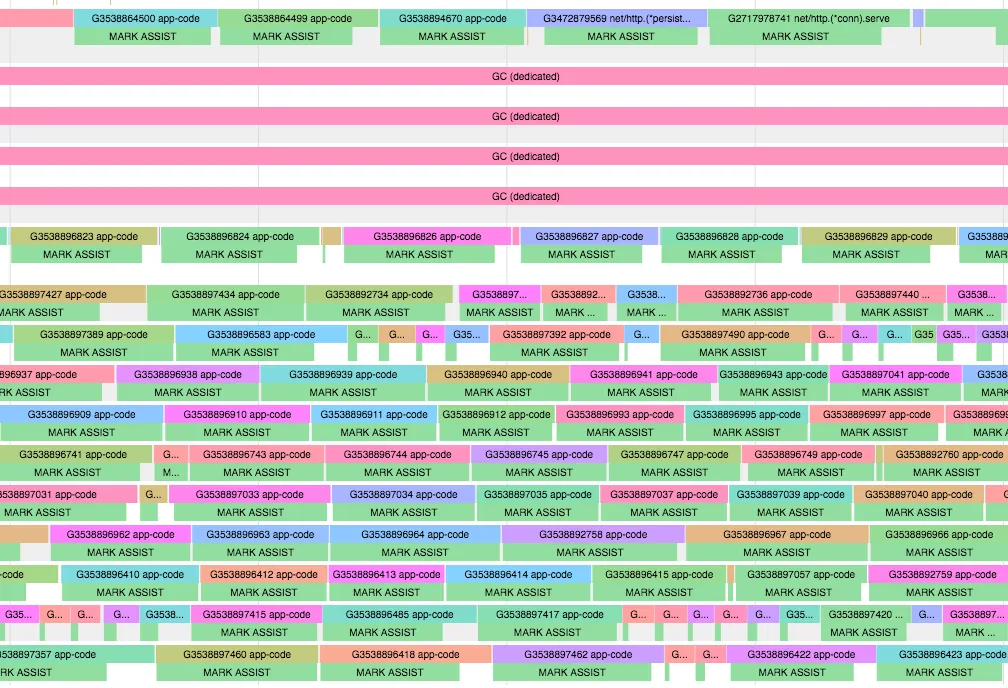 G3538864500 app-code G3538864499 app-code G3538894670 app-code G3472879569 net/http.(*persist... G2717978741 net/http.(*conn).serve
MARK ASSIST MARK ASSIST MARK ASSIST MARK ASSIST MARK ASSIST
GC (dedicated)
GC (dedicated)
GC (dedicated)
GC (dedicated)
G3538896823 app-code G3538896824 app-code G3538896826 app-code G3538896827 app-code G3538896828 app-code G3538896829 app-code G353889
MARK ASSIST MARK ASSIST MARK ASSIST MARK ASSIST MARK ASSIST MARK ASSIST MAR
G3538897427 app-code G3538897434 app-code G3538892734 app-code G3538897... G3538892... G3538... G3538892736 app-code G3538897440 ... G3538...
MARK ASSIST MARK ASSIST MARK ASSIST MARK ASSIST MARK ... MARK ... MARK ASSIST MARK ASSIST MARK ...
G3538897389 app-code G3538896583 app-code G... G... G... G35... G3538897392 app-code G... G3538897490 app-code G... G... G... G35 G35... G353
MARK ASSIST MARK ASSIST MARK ASSIST MARK ASSIST
96937 app-code G3538896938 app-code G3538896939 app-code G3538896940 app-code G3538896941 app-code G3538896943 app-code G3538897041 app-code G3538
RK ASSIST MARK ASSIST MARK ASSIST MARK ASSIST MARK ASSIST MARK ASSIST MARK ASSIST MARK
G3538896909 app-code G3538896910 app-code G3538896911 app-code G3538896912 app-code G3538896993 app-code G3538896995 app-code G3538896997 app-code G35388969
MARK ASSIST MARK ASSIST MARK ASSIST MARK ASSIST MARK ASSIST MARK ASSIST MARK ASSIST MARK A
G3538896741 app-code G... G3538896743 app-code G3538896744 app-code G3538896745 app-code G3538896747 app-code G3538896749 app-code G3538892760 app-code
MARK ASSIST M... MARK ASSIST MARK ASSIST MARK ASSIST MARK ASSIST MARK ASSIST MARK ASSIST
538897031 app-code G... G3538897033 app-code G3538897034 app-code G3538897035 app-code G3538897037 app-code G3538897039 app-code G3538897040 app-code G
MARK ASSIST MARK ASSIST MARK ASSIST MARK ASSIST MARK ASSIST MARK ASSIST MARK ASSIST
G3538896962 app-code G3538896963 app-code G3538896964 app-code G3538892758 app-code G3538896967 app-code G3538896966 app-code
MARK ASSIST MARK ASSIST MARK ASSIST MARK ASSIST MARK ASSIST MARK ASSIST
-code G3538896410 app-code G3538896412 app-code G3538896413 app-code G3538896414 app-code G3538896415 app-code G3538897057 app-code G3538892759 app-code
MARK ASSIST MARK ASSIST MARK ASSIST MARK ASSIST MARK ASSIST MARK ASSIST MARK ASSIST
G35... G... G... G... G3538... G3538897415 app-code G3538896485 app-code G3538897417 app-code G... G... G... G... G... G35... G3538897420 ... G... G3538897...
MARK ASSIST MARK ASSIST MARK ASSIST MARK ASSIST MARK ...
538897357 app-code G3538897460 app-code G3538896418 app-code G3538897462 app-code G... G... G3538896422 app-code G3538896423 app-code
RK ASSIST MARK ASSIST MARK ASSIST MARK ASSIST MARK ASSIST MARK ASSIST